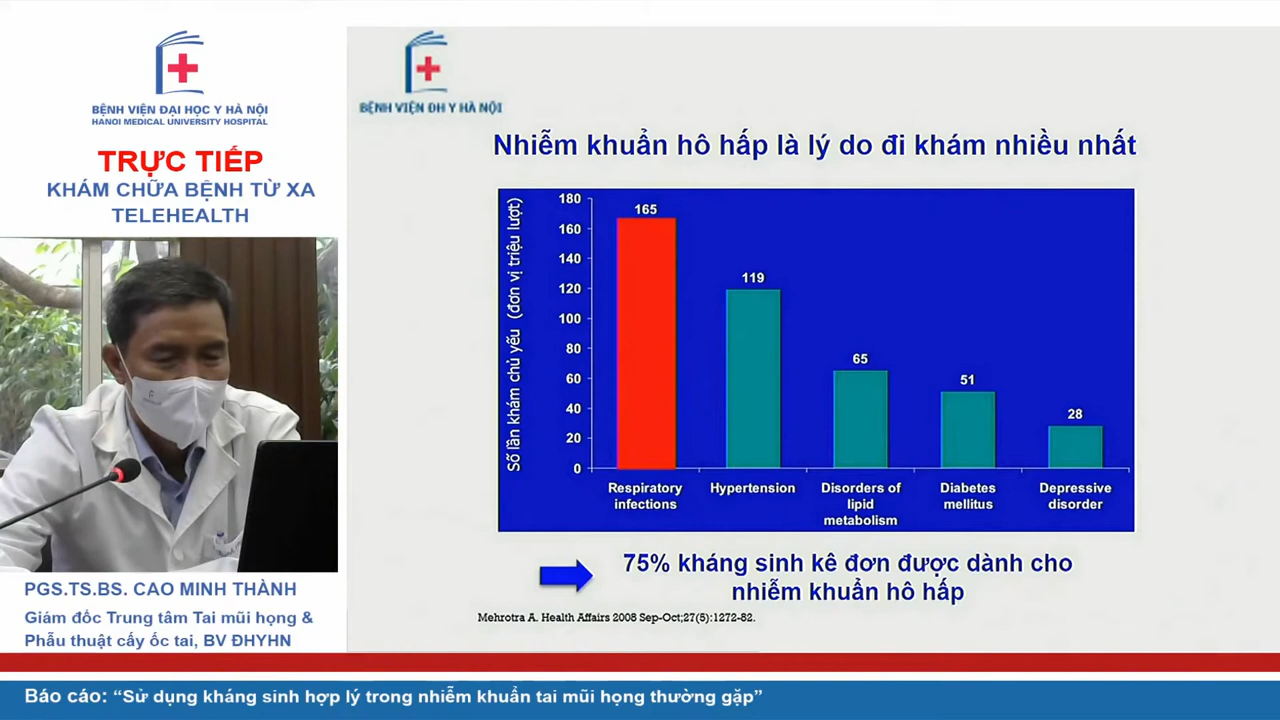 BỆNH VIỆN ĐẠI HỌC Y HÀ NỘI
HANOI MEDICAL UNIVERSITY HOSPITAL
TRỰC TIẾP
KHÁM CHỮA BỆNH TỪ XA
TELEHEALTH
PGS.TS.BS. CAO MINH THÀNH
Giám đốc Trung tâm Tai mũi họng &
Phẫu thuật cấy ốc tai, BV ĐHYHN
BỆNH VIỆN ĐH Y HÀ NỘI
Nhiễm khuẩn hô hấp là lý do đi khám nhiều nhất
Số lần khám chủ yếu (đơn vị triệu lượt)
180
160
140
120
100
80
60
40
20
0
165
119
65
51
28
Respiratory
infections
Hypertension
Disorders of
lipid
metabolism
Diabetes
mellitus
Depressive
disorder
75% kháng sinh kê đơn được dành cho
nhiễm khuẩn hô hấp
Mehrotra A. Health Affairs 2008 Sep-Oct;27(5):1272-82.
Báo cáo: “Sử dụng kháng sinh hợp lý trong nhiễm khuẩn tai mũi họng thường gặp”